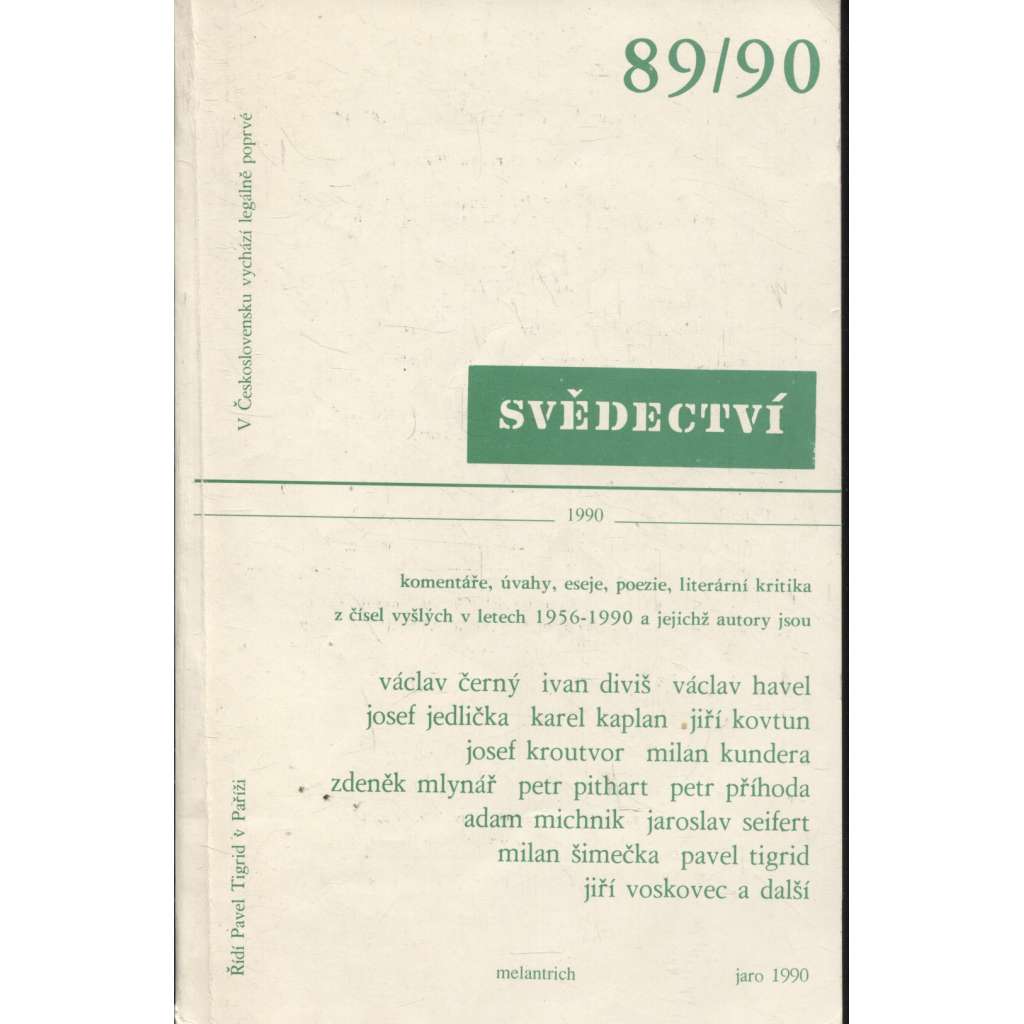 89/90
V Československu vychází legálně poprvé
SVĚDECTVÍ
1990
komentáře, úvahy, eseje, poezie, literární kritika
z čísel vyšlých v letech 1956-1990 a jejichž autory jsou
václav černý ivan diviš václav havel
josef jedlička karel kaplan jiří kovtun
josef kroutvor milan kundera
zdeněk mlynář petr pithart petr příhoda
adam michnik jaroslav seifert
milan šimečka pavel tigrid
jiří voskovec a další
Řídí Pavel Tigrid v Paříži
melantrich
jaro 1990